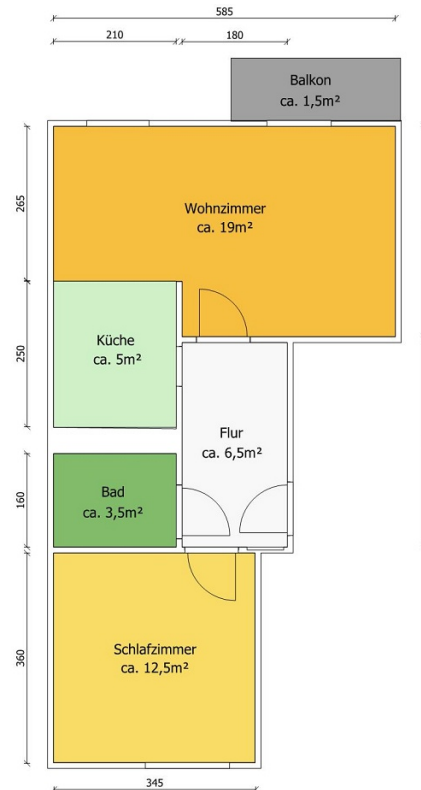 585
210
180
Balkon
ca. 1,5m²
265
Wohnzimmer
ca. 19m²
250
Küche
ca. 5m²
Flur
ca. 6,5m²
160
Bad
ca. 3,5m²
360
Schlafzimmer
ca. 12,5m²
345